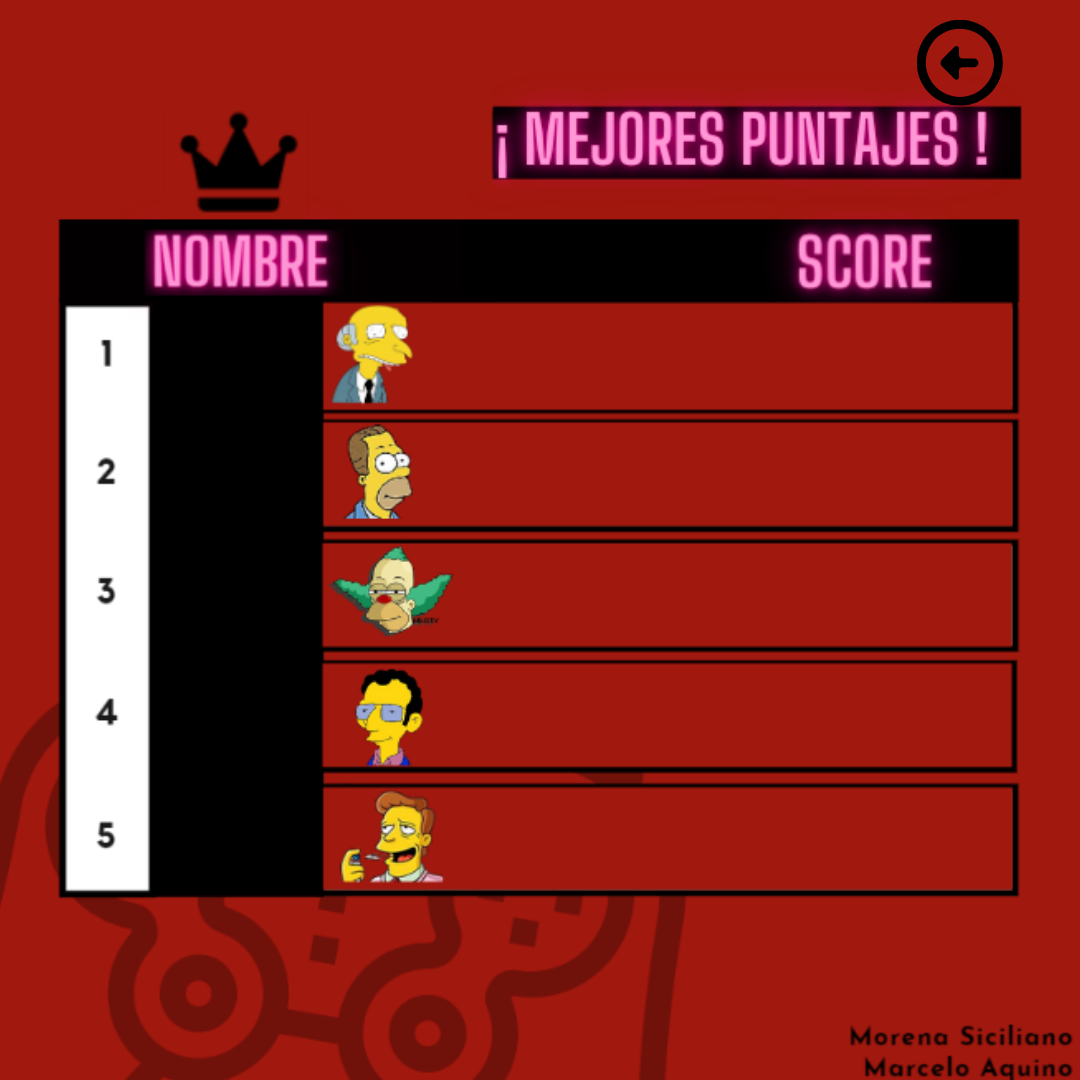 ¡ MEJORES PUNTAJES !
NOMBRE
SCORE
1
2
3
4
5
Morena Siciliano
Marcelo Aquino